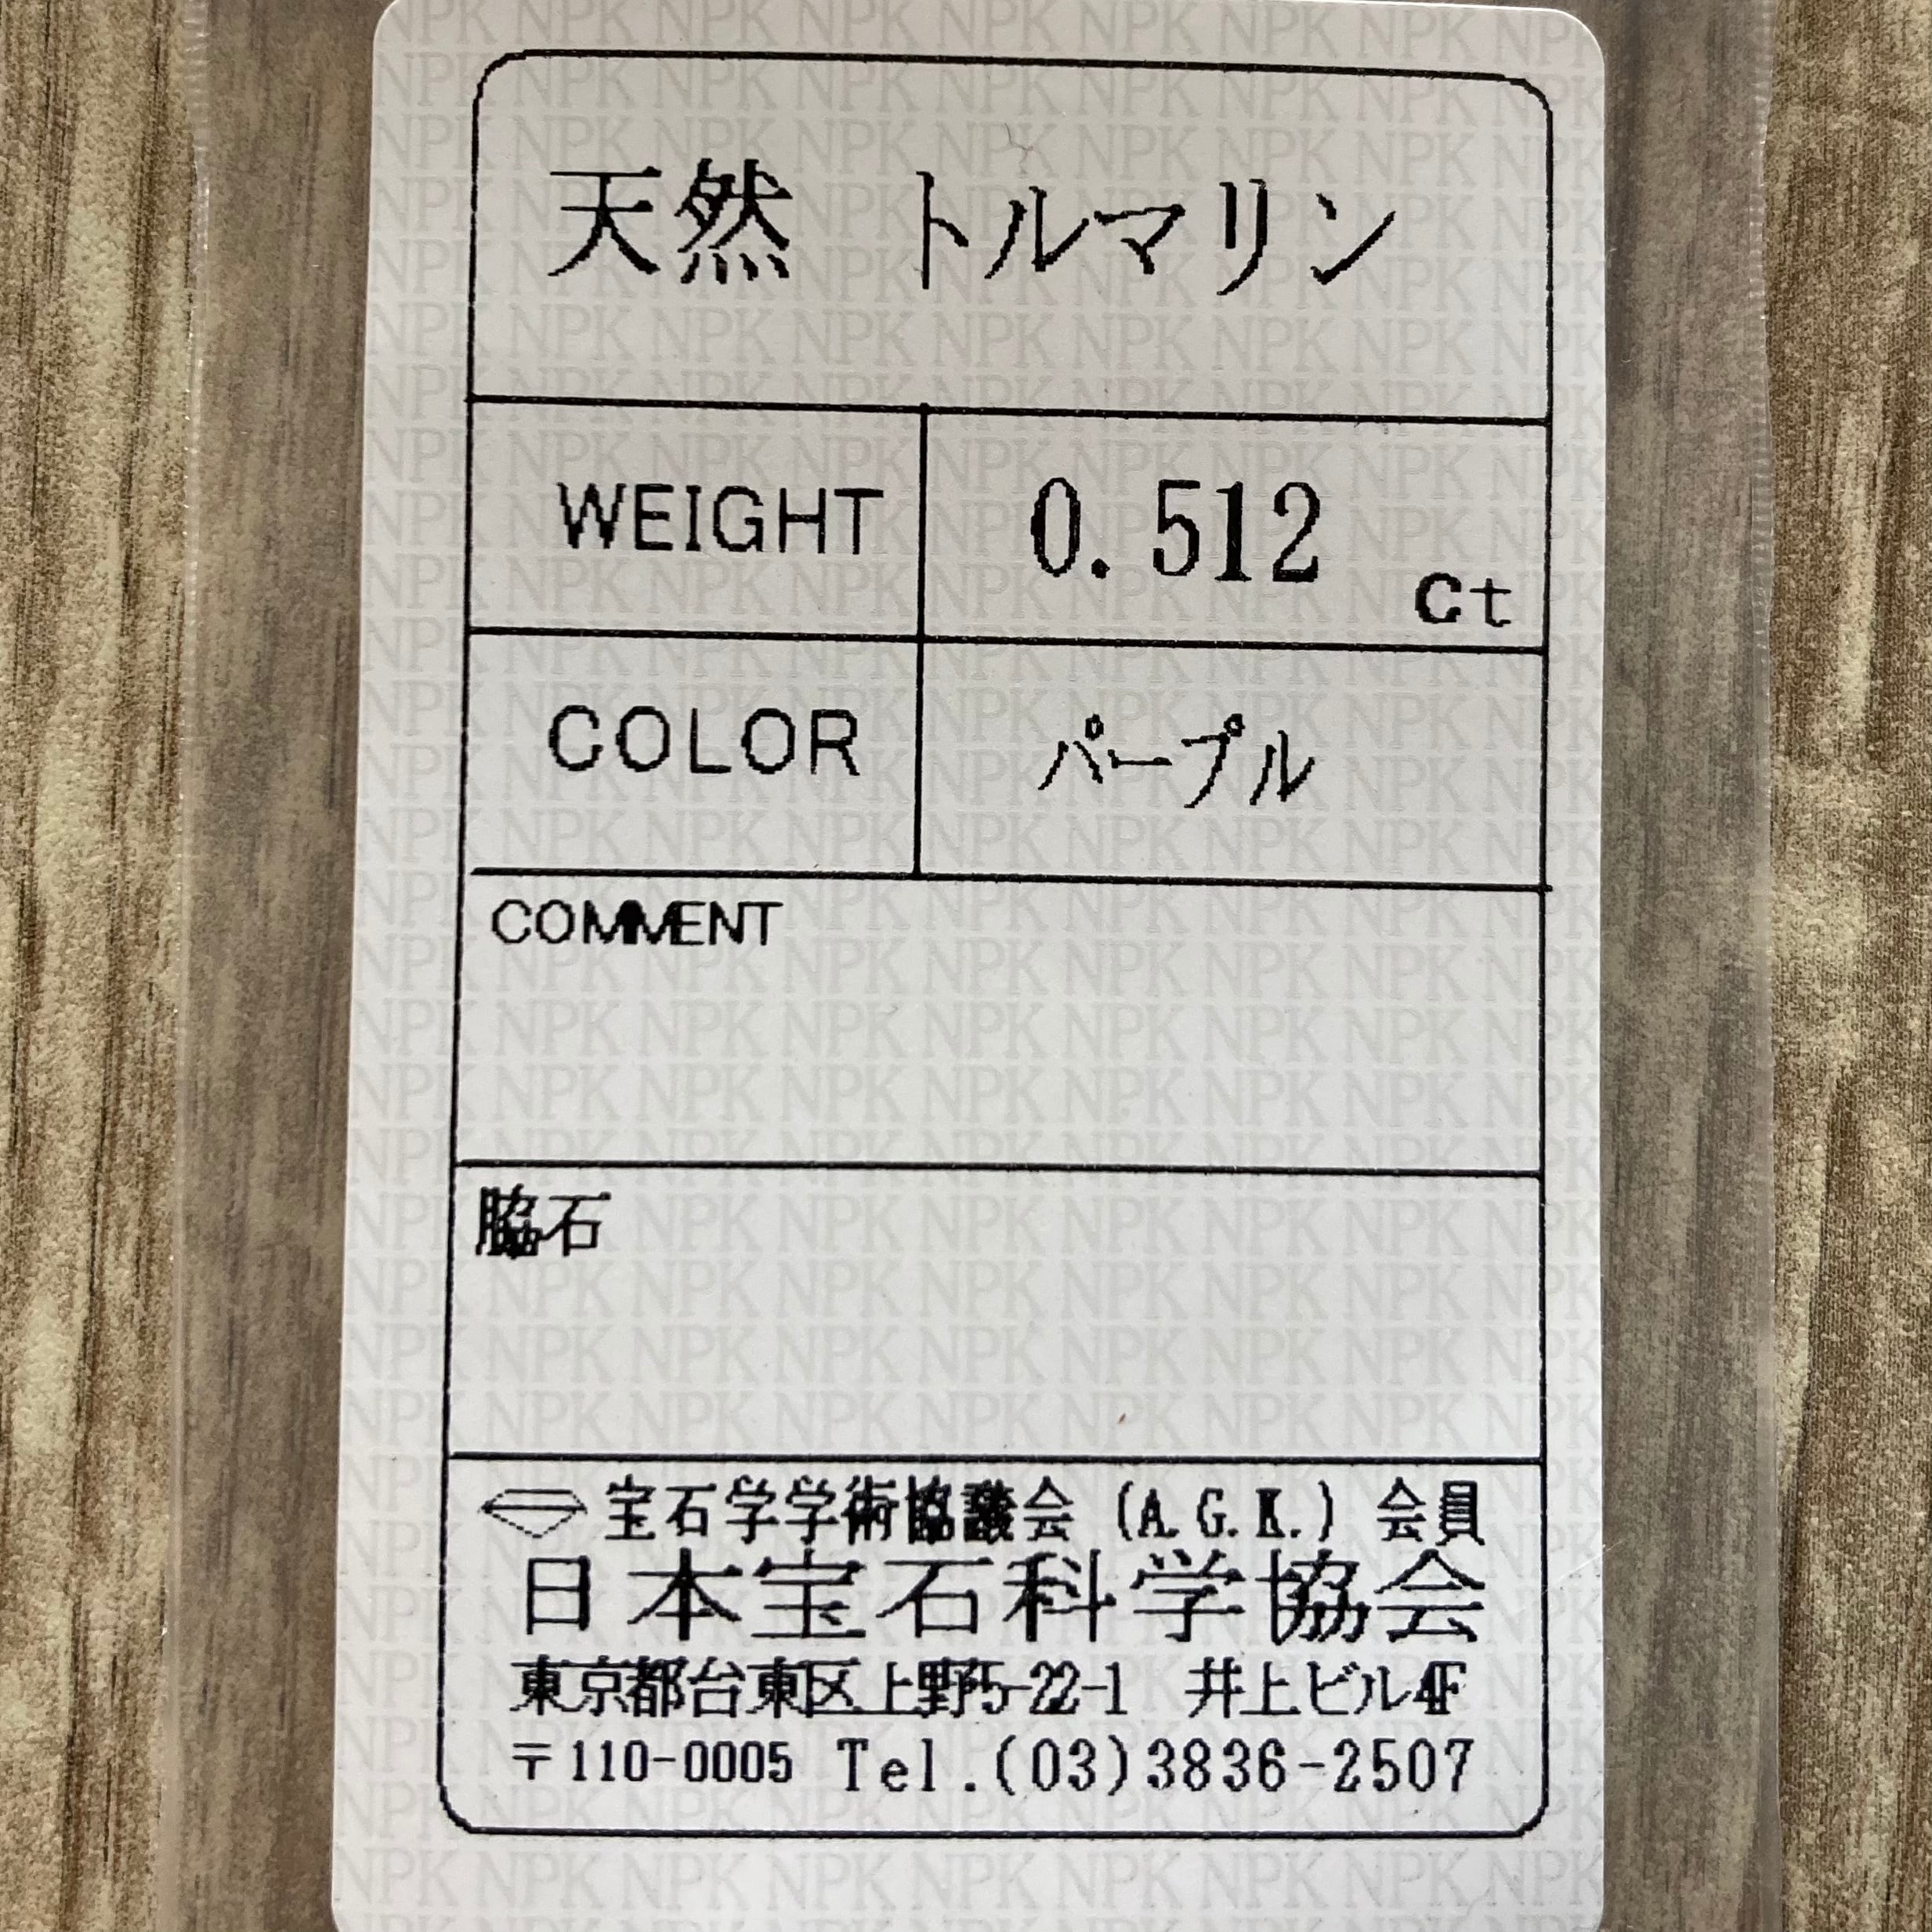 天然 トルマリン
WEIGHT 0.512 ct
COLOR パープル
COMMENT
脇石
宝石学学術協議会 (A.G.K.) 会員
日本宝石科学協会
東京都台東区上野5-22-1 井上ビル4F
〒110-0005 Tel.(03)3836-2507